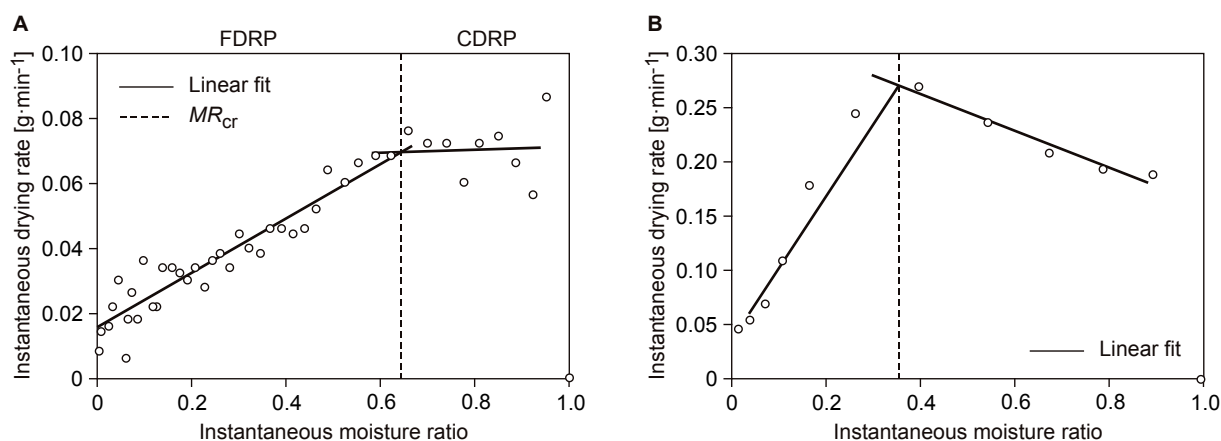 A
FDRP
CDRP
Instantaneous drying rate [g·min-1]
0.10
0.08
0.06
0.04
0.02
0
Linear fit
MRcr
0
0.2
0.4
0.6
0.8
1.0
Instantaneous moisture ratio
B
Instantaneous drying rate [g·min-1]
0.30
0.25
0.20
0.15
0.10
0.05
0
Linear fit
0
0.2
0.4
0.6
0.8
1.0
Instantaneous moisture ratio